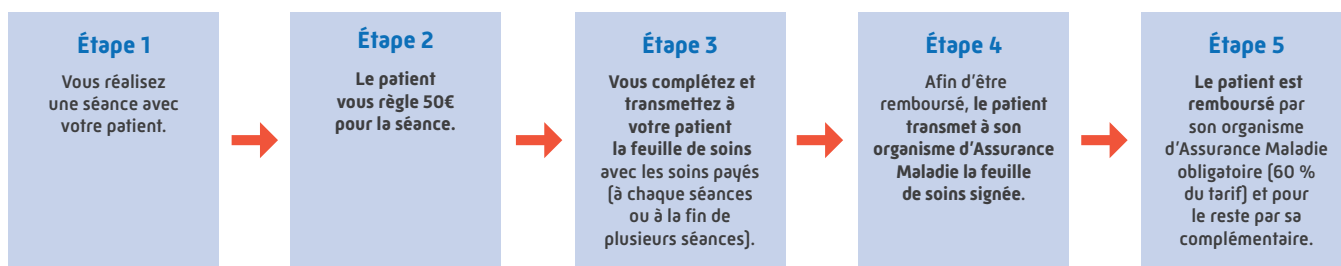 Étape 1
Vous réalisez
une séance avec
votre patient.
Étape 2
Le patient
vous règle 50€
pour la séance.
Étape 3
Vous complétez et
transmettez à
votre patient
la feuille de soins
avec les soins payés
(à chaque séances
ou à la fin de
plusieurs séances).
Étape 4
Afin d'être
remboursé, le patient
transmet à son
organisme d'Assurance
Maladie la feuille
de soins signée.
Étape 5
Le patient est
remboursé par
son organisme
d'Assurance Maladie
obligatoire (60 %
du tarif) et pour
le reste par sa
complémentaire.